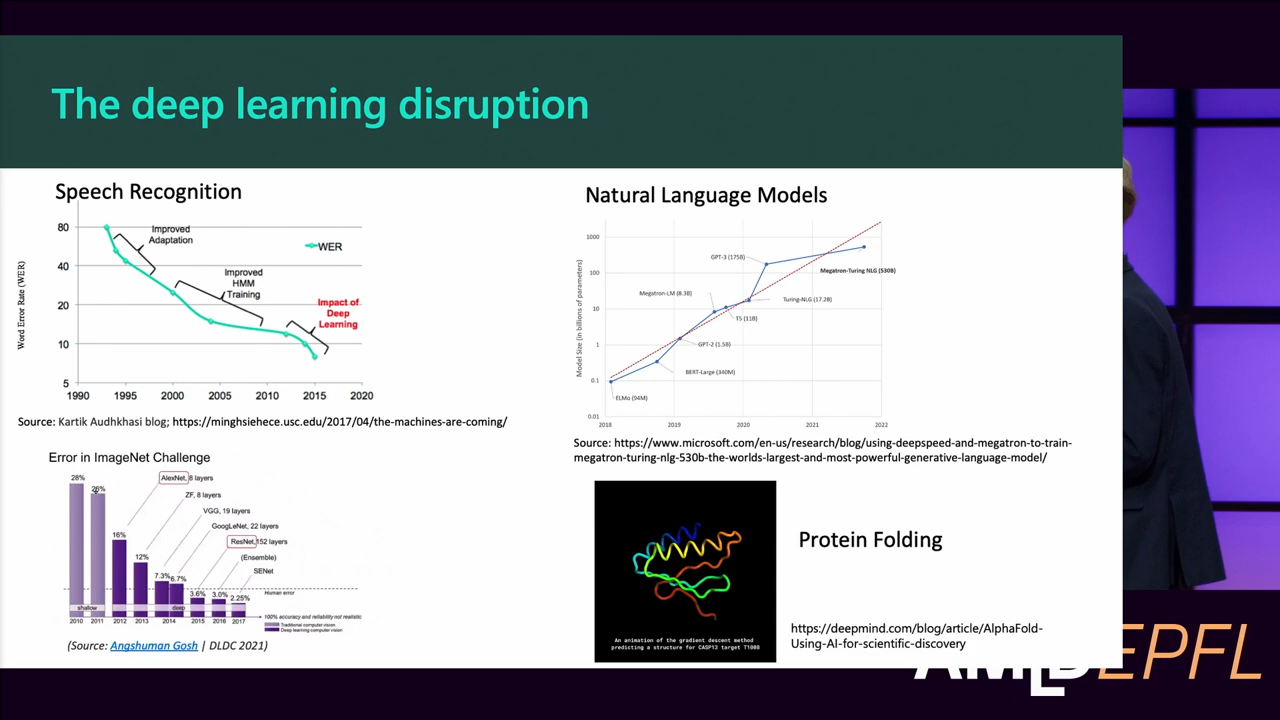 The deep learning disruption
Speech Recognition
Word Error Rate (WER)
80
40
20
10
5
1990
1995
2000
2005
2010
2015
2020
Improved
Adaptation
Improved
HMM
Training
WER
Impact of
Deep
Learning
Source: Kartik Audhkhasi blog; https://minghsiehece.usc.edu/2017/04/the-machines-are-coming/
Natural Language Models
Model Size (in billions of parameters)
1000
100
10
1
0.1
0.01
2018
2019
2020
2021
2022
GPT-3 (175B)
Megatron-Turing NLG (530B)
Megatron-LM (8.3B)
Turing-NLG (17.2B)
T5 (11B)
GPT-2 (1.5B)
BERT-Large (340M)
ELMo (94M)
Source: https://www.microsoft.com/en-us/research/blog/using-deepspeed-and-megatron-to-train-
megatron-turing-nlg-530b-the-worlds-largest-and-most-powerful-generative-language-model/
Error in ImageNet Challenge
28%
26%
16%
12%
7.3%
6.7%
3.6%
3.0%
2.25%
AlexNet, 8 layers
ZF, 8 layers
VGG, 19 layers
GoogLeNet, 22 layers
ResNet, 152 layers
(Ensemble)
SENet
Human error
shallow
deep
2010
2011
2012
2013
2014
2015
2016
2017
100% accuracy and reliability not realistic
Traditional computer vision
Deep learning computer vision
(Source: Angshuman Gosh | DLDC 2021)
An animation of the gradient descent method
predicting a structure for CASP13 target T1008
Protein Folding
https://deepmind.com/blog/article/AlphaFold-
Using-AI-for-scientific-discovery
AMLD EPFL